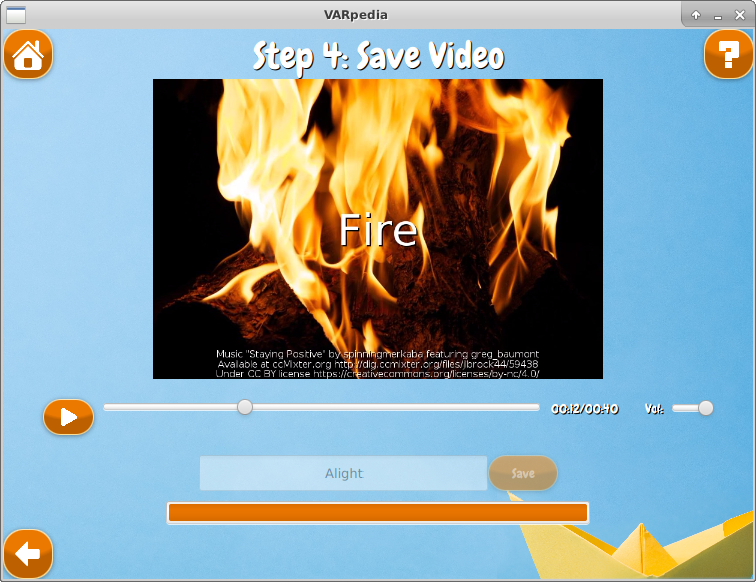 VARpedia
Step 4: Save Video
?
Fire
Music "Staying Positive" by spinningmerkaba featuring greg_baumont
Available at ccMixter.org http://dig.ccmixter.org/files/jbrock44/59438
Under CC BY license https://creativecommons.org/licenses/by-nc/4.0/
00:12/00:40 Vol:
Alight Save